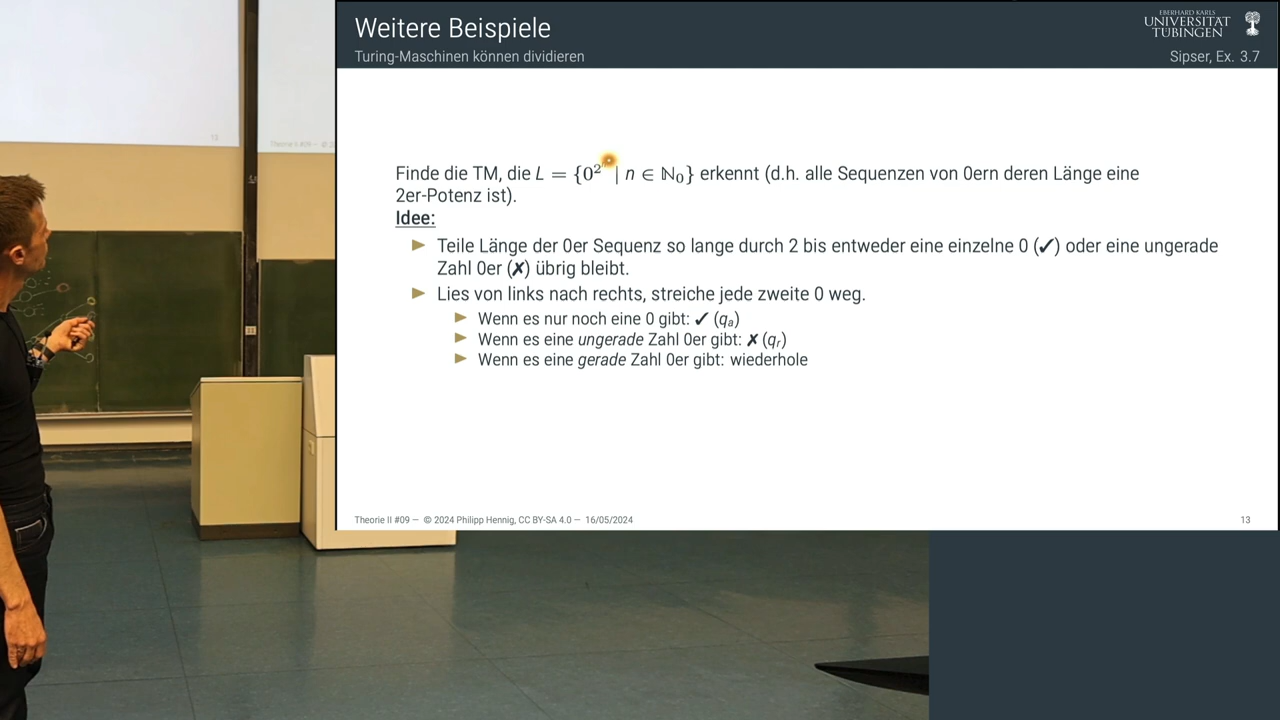 Weitere Beispiele
Turing-Maschinen können dividieren
EBERHARD KARLS
UNIVERSITÄT
TÜBINGEN
Sipser, Ex. 3.7
Finde die TM, die L = {0² | n ∈ ℕ₀} erkennt (d.h. alle Sequenzen von 0ern deren Länge eine
2er-Potenz ist).
Idee:
► Teile Länge der 0er Sequenz so lange durch 2 bis entweder eine einzelne 0 (✓) oder eine ungerade
Zahl 0er (✗) übrig bleibt.
► Lies von links nach rechts, streiche jede zweite 0 weg.
► Wenn es nur noch eine 0 gibt: ✓ (qₐ)
► Wenn es eine ungerade Zahl 0er gibt: ✗ (qᵣ)
► Wenn es eine gerade Zahl 0er gibt: wiederhole
Theorie II #09 — © 2024 Philipp Hennig, CC BY-SA 4.0 — 16/05/2024
13